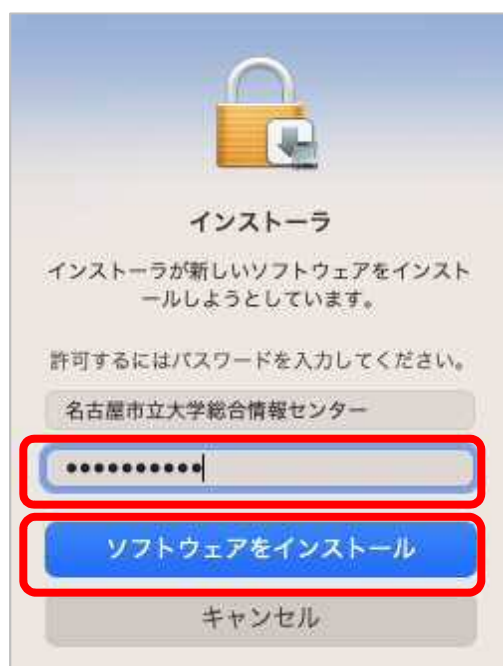 インストーラ
インストーラが新しいソフトウェアをインスト
ールしようとしています。
許可するにはパスワードを入力してください。
名古屋市立大学総合情報センター
••••••••••
ソフトウェアをインストール
キャンセル